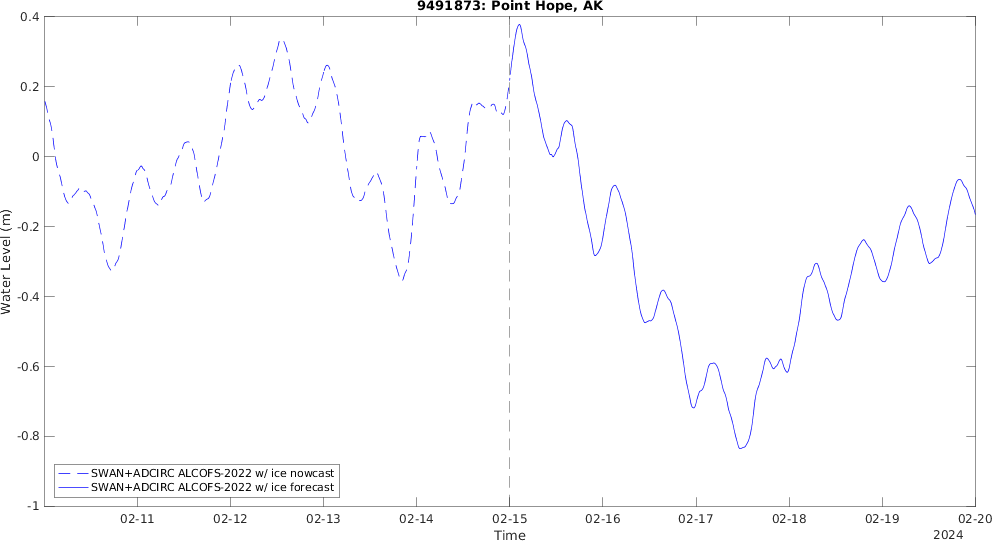 9491873: Point Hope, AK
0.4
0.2
0
-0.2
-0.4
-0.6
-0.8
-1
Water Level (m)
SWAN+ADCIRC ALCOFS-2022 w/ ice nowcast
SWAN+ADCIRC ALCOFS-2022 w/ ice forecast
02-11 02-12 02-13 02-14 02-15 02-16 02-17 02-18 02-19 02-20
Time
2024